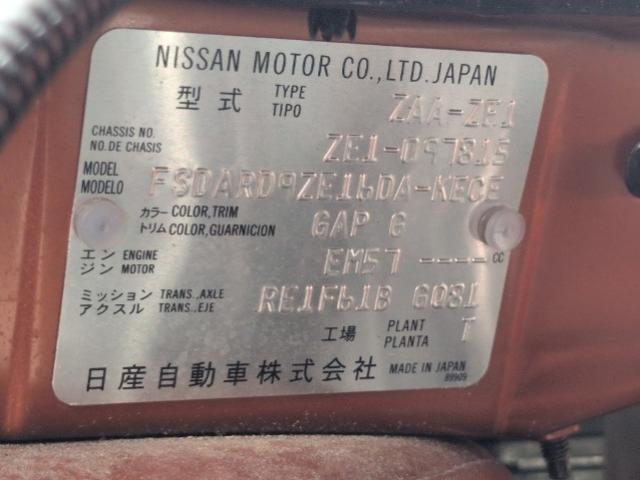 NISSAN MOTOR CO.,LTD. JAPAN
型式 TYPE TIPO ZAA-ZE1
CHASSIS NO. NO. DE CHASIS ZE1-097815
MODEL MODELO FSDARD9ZE16DA-KECE
カラー COLOR,TRIM
トリム COLOR,GUARNICION GAP G
エンジン ENGINE MOTOR EM57 ---- CC
ミッション TRANS.,AXLE
アクスル TRANS.,EJE RE1F61B GQ81
工場 PLANT PLANTA T
日産自動車株式会社 MADE IN JAPAN
89909